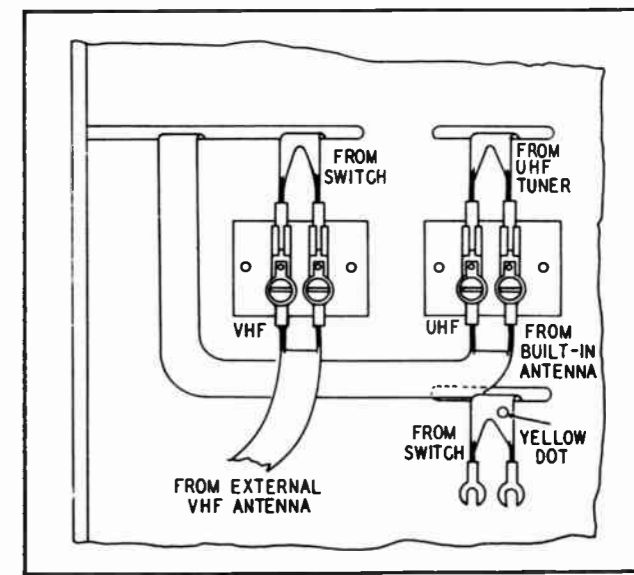 FROM
SWITCH
FROM
UHF
TUNER
VHF
UHF
FROM
BUILT-IN
ANTENNA
FROM
SWITCH
YELLOW
DOT
FROM EXTERNAL
VHF ANTENNA